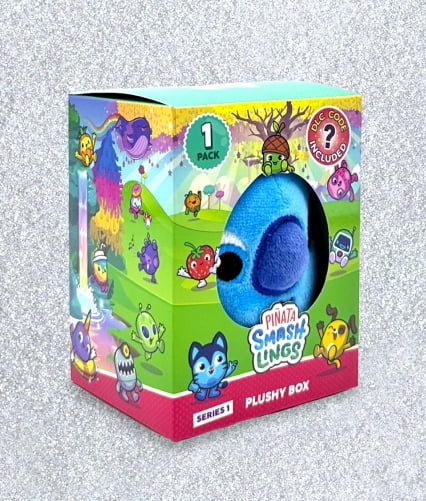 1
PACK
DLC CODE
?
INCLUDED
PIÑATA
SMASH
LINGS
PLUSHY BOX
SERIES 1